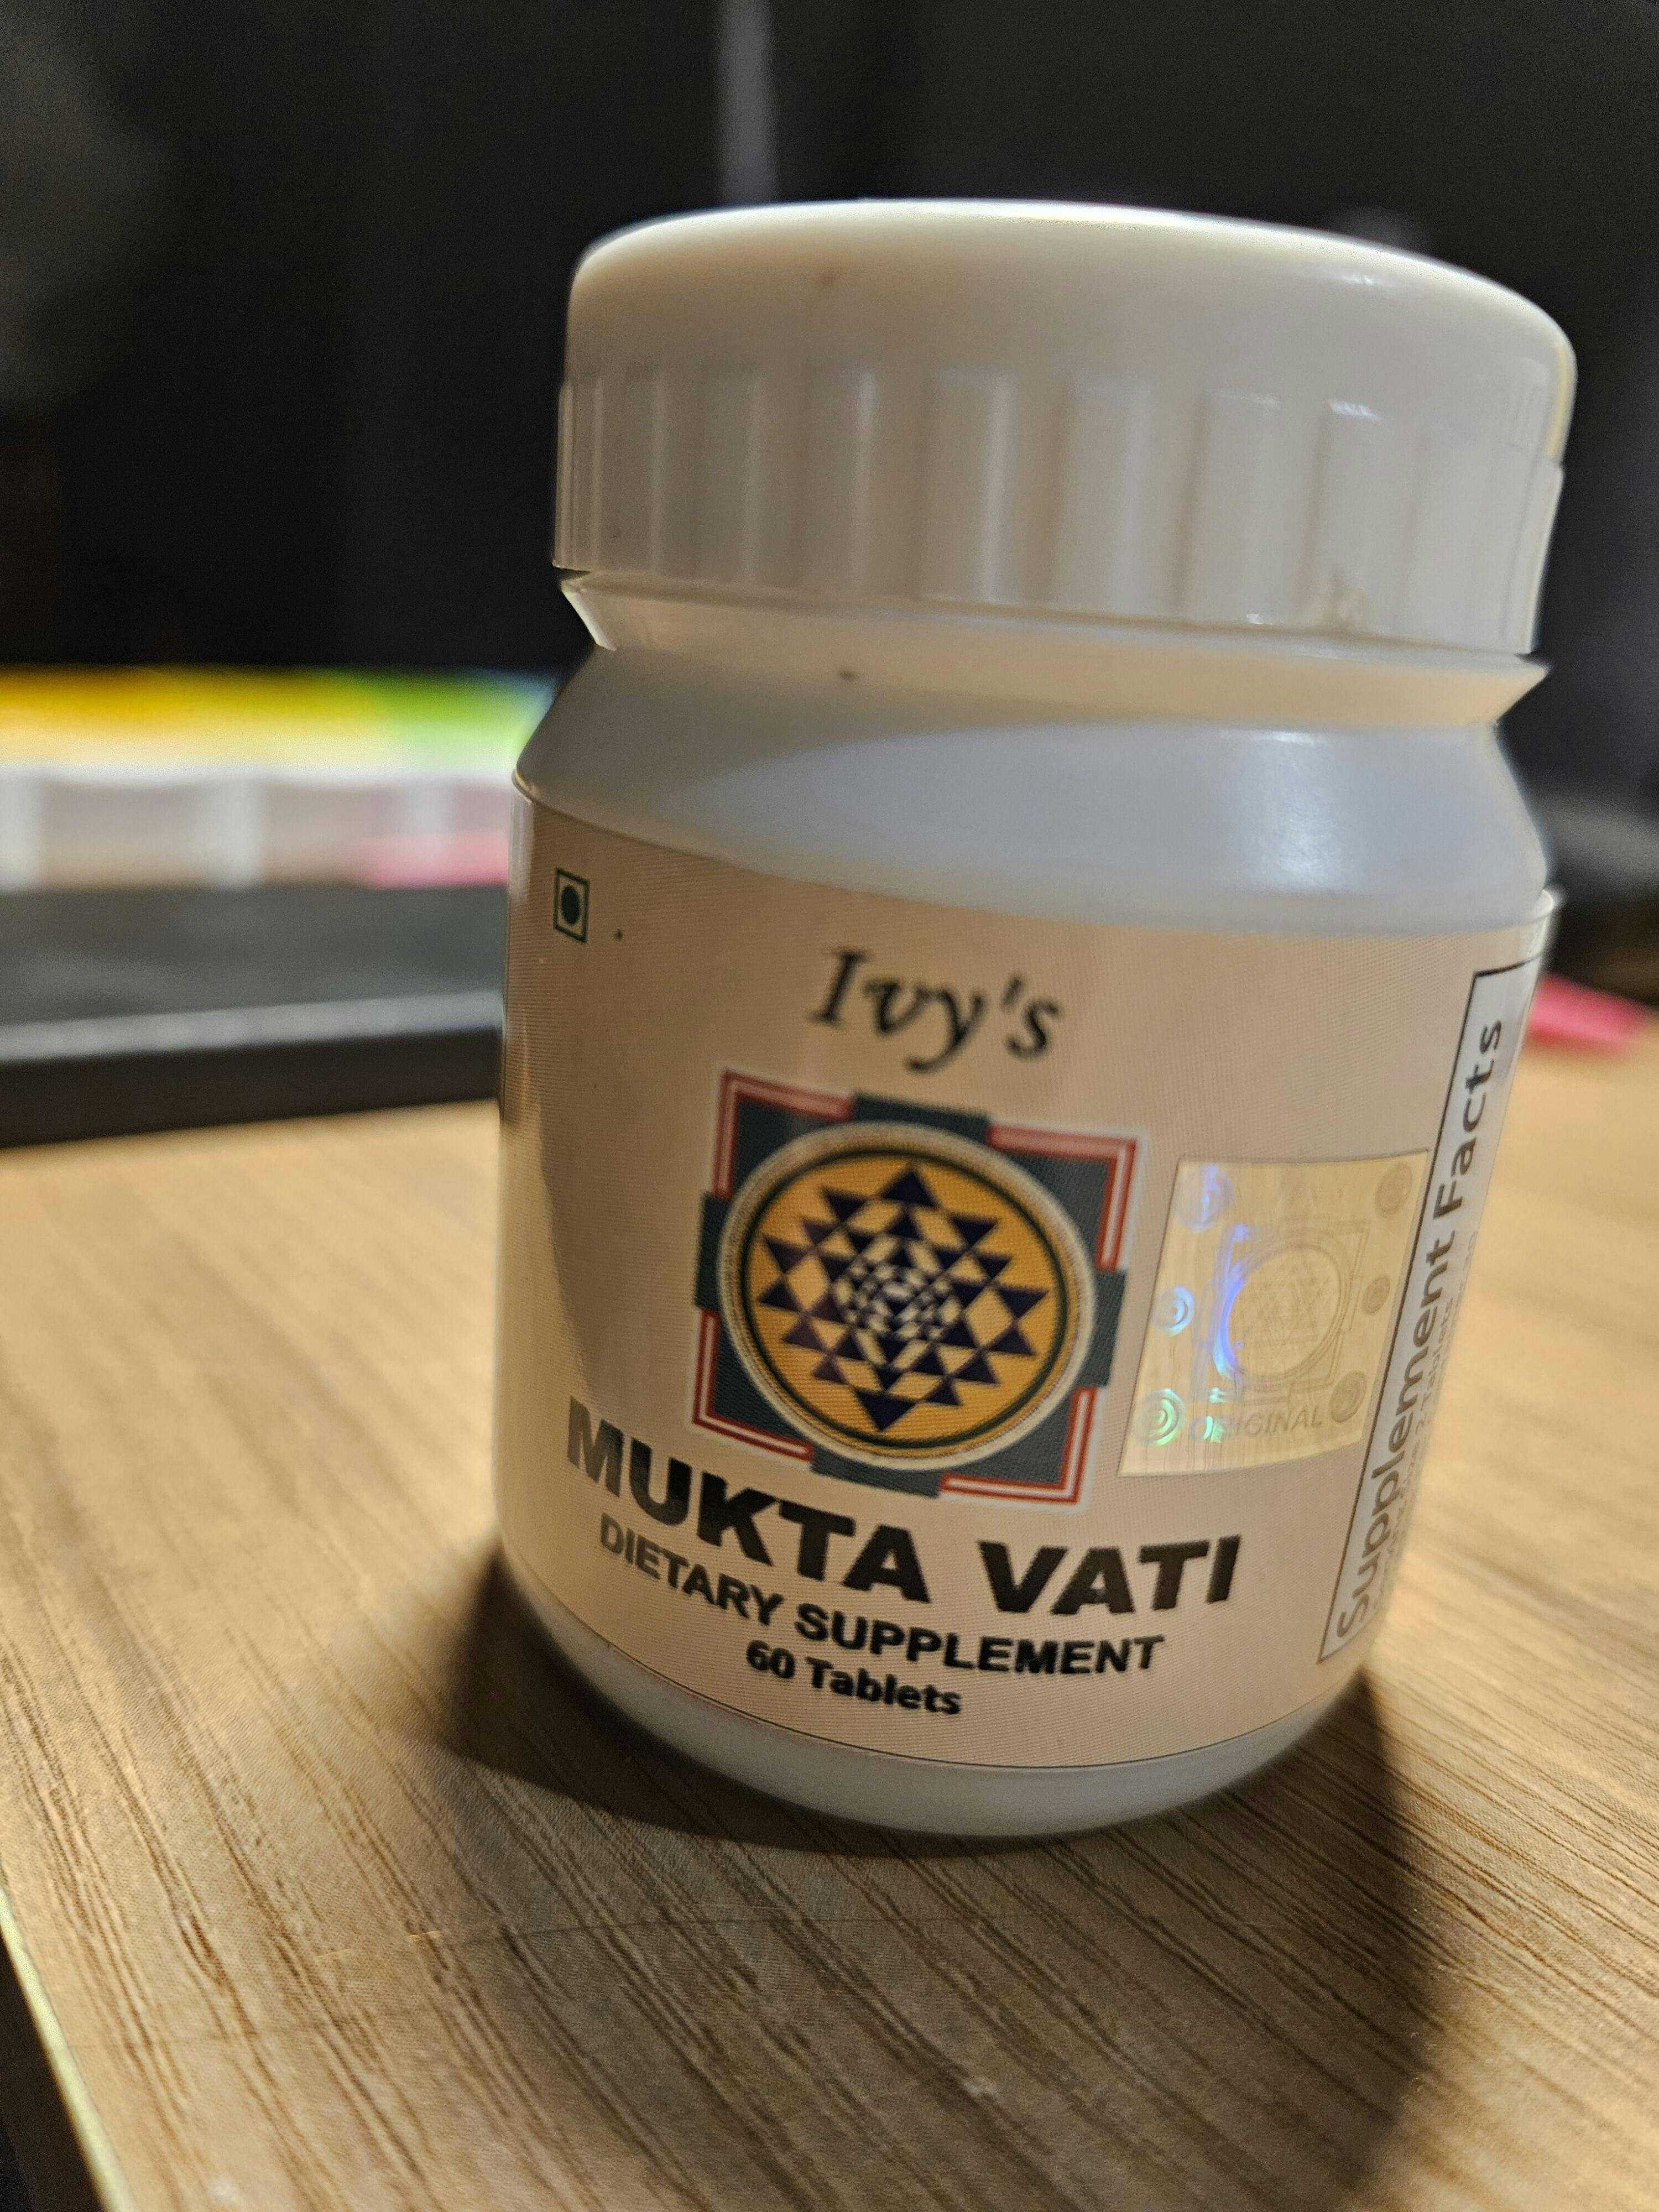 Ivy's
MUKTA VATI
DIETARY SUPPLEMENT
60 Tablets
ORIGINAL
Supplement Facts